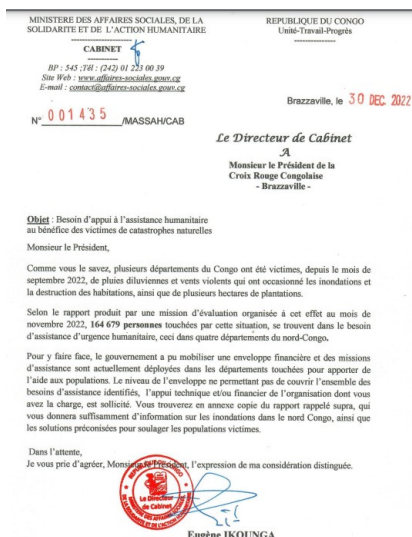 MINISTERE DES AFFAIRES SOCIALES, DE LA
SOLIDARITE ET DE L'ACTION HUMANITAIRE
CABINET
BP : 545 ;Tél : (242) 01 223 00 39
Site Web : www.affaires-sociales.gouv.cg
E-mail : contact@affaires-sociales.gouv.cg
N° 001435 /MASSAH/CAB
REPUBLIQUE DU CONGO
Unité-Travail-Progrès
Brazzaville, le 30 DEC. 2022
Le Directeur de Cabinet
A
Monsieur le Président de la
Croix Rouge Congolaise
- Brazzaville -
Objet : Besoin d'appui à l'assistance humanitaire
au bénéfice des victimes de catastrophes naturelles
Monsieur le Président,
Comme vous le savez, plusieurs départements du Congo ont été victimes, depuis le mois de
septembre 2022, de pluies diluviennes et vents violents qui ont occasionné les inondations et
la destruction des habitations, ainsi que de plusieurs hectares de plantations.
Selon le rapport produit par une mission d'évaluation organisée à cet effet au mois de
novembre 2022, 164 679 personnes touchées par cette situation, se trouvent dans le besoin
d'assistance d'urgence humanitaire, ceci dans quatre départements du nord-Congo.
Pour y faire face, le gouvernement a pu mobiliser une enveloppe financière et des missions
d'assistance sont actuellement déployées dans les départements touchées pour apporter de
l'aide aux populations. Le niveau de l'enveloppe ne permettant pas de couvrir l'ensemble des
besoins d'assistance identifiés, l'appui technique et/ou financier de l'organisation dont vous
avez la charge, est sollicité. Vous trouverez en annexe copie du rapport rappelé supra, qui
vous donnera suffisamment d'information sur les inondations dans le nord Congo, ainsi que
les solutions préconisées pour soulager les populations victimes.
Dans l'attente,
Je vous prie d'agréer, Monsieur le Président, l'expression de ma considération distinguée.
REPUBLIQUE DU CONGO
Le Directeur
de Cabinet
Eugène IKOUNGA